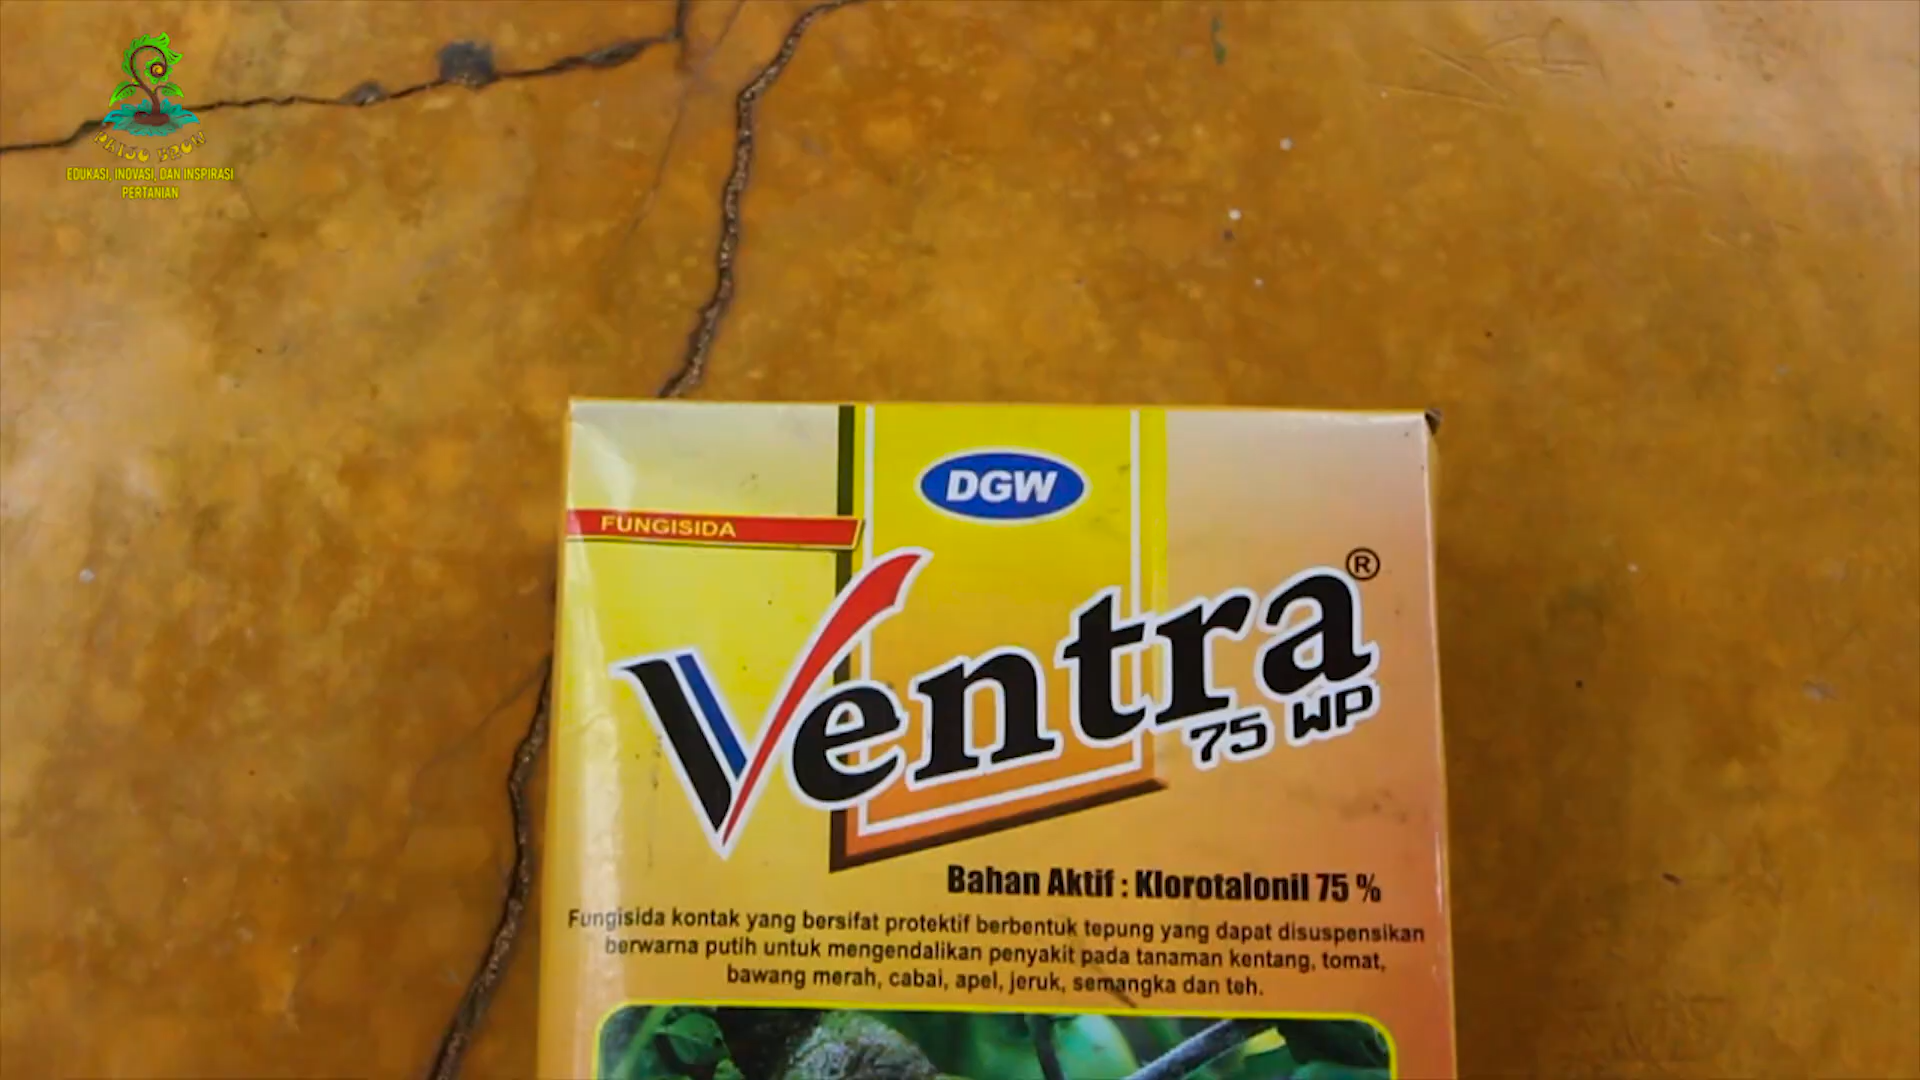 EDUKASI, INOVASI, DAN INSPIRASI
PERTANIAN
DGW
FUNGISIDA
Ventra®
75 WP
Bahan Aktif : Klorotalonil 75 %
Fungisida kontak yang bersifat protektif berbentuk tepung yang dapat disuspensikan
berwarna putih untuk mengendalikan penyakit pada tanaman kentang, tomat,
bawang merah, cabai, apel, jeruk, semangka dan teh.